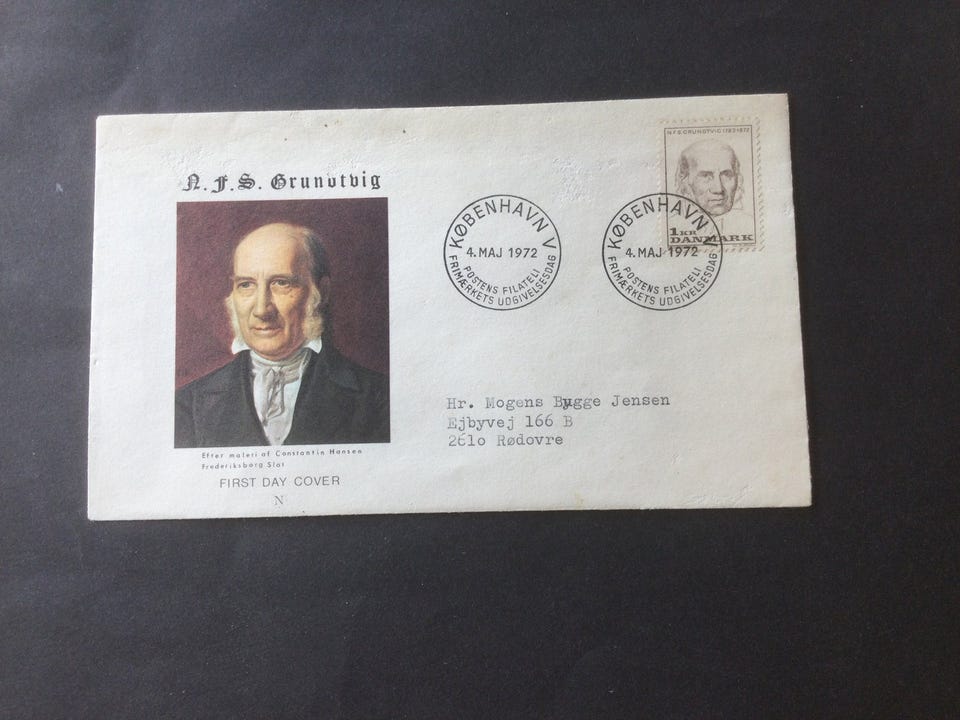 N. F. S. Grundtvig
Efter maleri af Constantin Hansen
Frederiksborg Slot
FIRST DAY COVER
N
KØBENHAVN V
4. MAJ 1972
POSTENS FILATELI
FRIMÆRKETS UDGIVELSESDAG
KØBENHAVN V
4. MAJ 1972
POSTENS FILATELI
FRIMÆRKETS UDGIVELSESDAG
N.F.S. GRUNDTVIG 1783-1872
1 KR
DANMARK
Hr. Mogens Bygge Jensen
Ejbyvej 166 B
2610 Rødovre